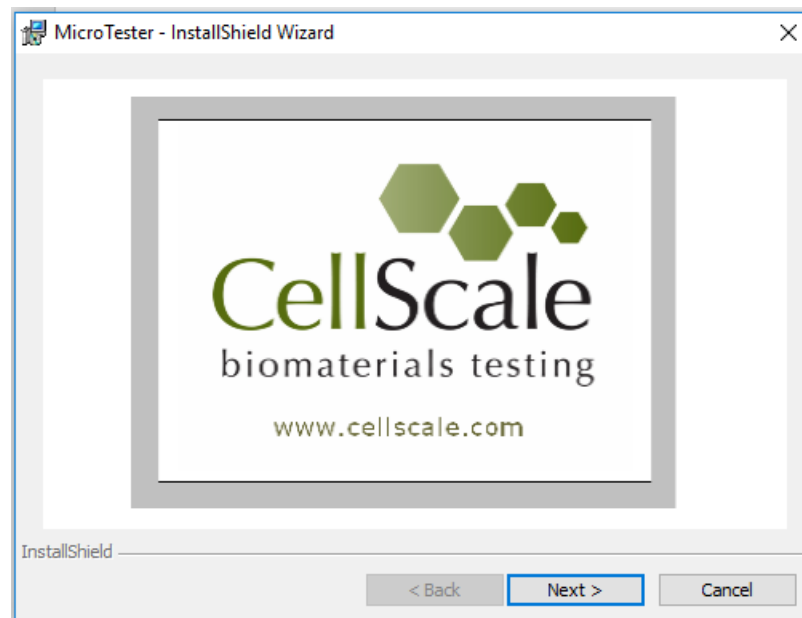 MicroTester - InstallShield Wizard
CellScale
biomaterials testing
www.cellscale.com
InstallShield
< Back Next > Cancel